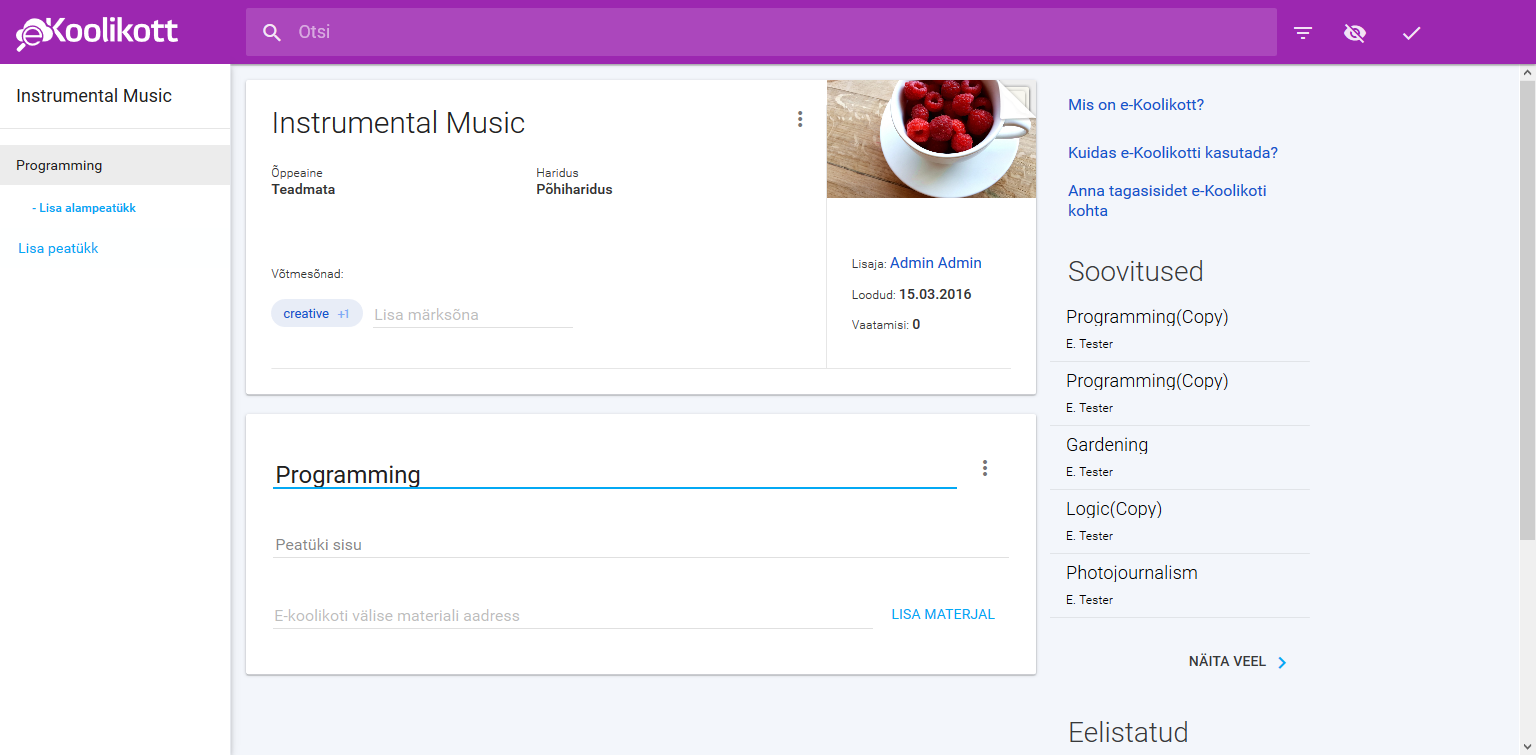 eKoolikott
Otsi
Instrumental Music
Programming
- Lisa alampeatükk
Lisa peatükk
Instrumental Music
Õppeaine
Teadmata
Haridus
Põhiharidus
Võtmesõnad:
creative +1
Lisa märksõna
Lisaja: Admin Admin
Loodud: 15.03.2016
Vaatamisi: 0
Programming
Peatüki sisu
E-koolikoti välise materiali aadress
LISA MATERJAL
Mis on e-Koolikott?
Kuidas e-Koolikotti kasutada?
Anna tagasisidet e-Koolikoti
kohta
Soovitused
Programming(Copy)
E. Tester
Programming(Copy)
E. Tester
Gardening
E. Tester
Logic(Copy)
E. Tester
Photojournalism
E. Tester
NÄITA VEEL
Eelistatud